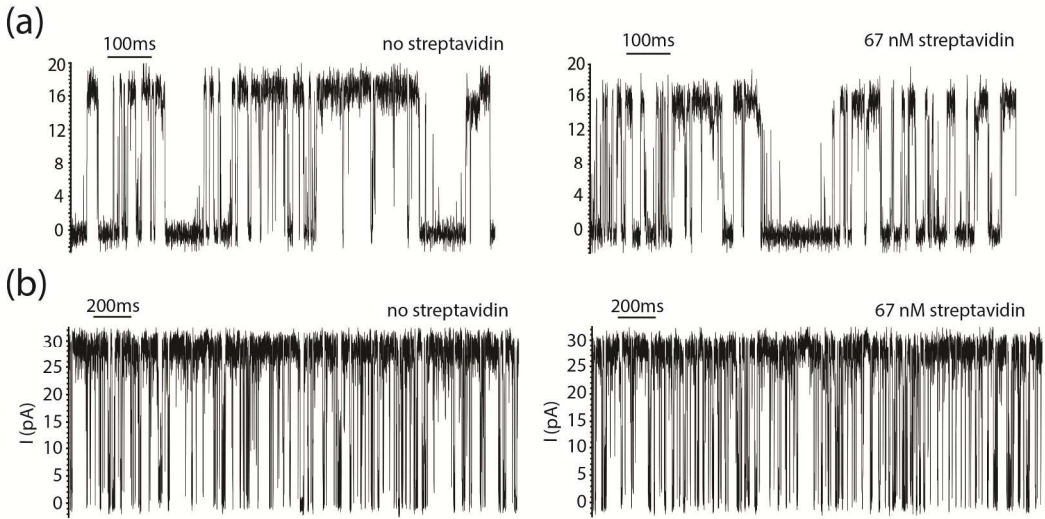 (a)
100ms no streptavidin 100ms 67 nM streptavidin
20 20
16 16
12 12
8 8
4 4
0 0
(b)
200ms no streptavidin 200ms 67 nM streptavidin
30 30
25 25
20 20
15 15
10 10
5 5
0 0
I (pA) I (pA)